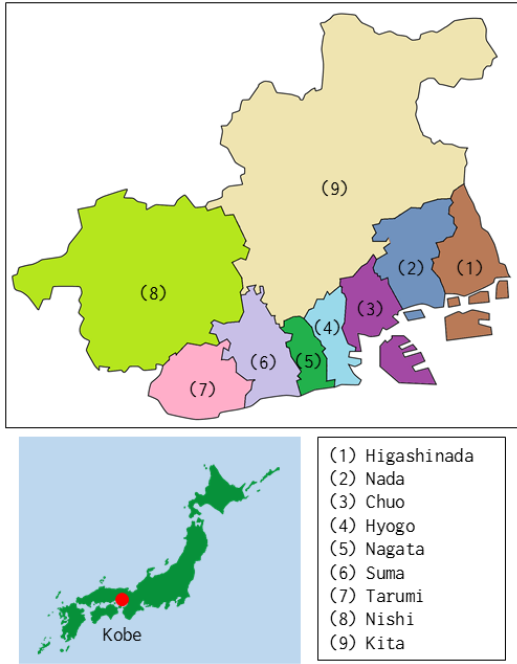 (9)
(2)
(1)
(8)
(3)
(4)
(6)
(5)
(7)
Kobe
(1) Higashinada
(2) Nada
(3) Chuo
(4) Hyogo
(5) Nagata
(6) Suma
(7) Tarumi
(8) Nishi
(9) Kita